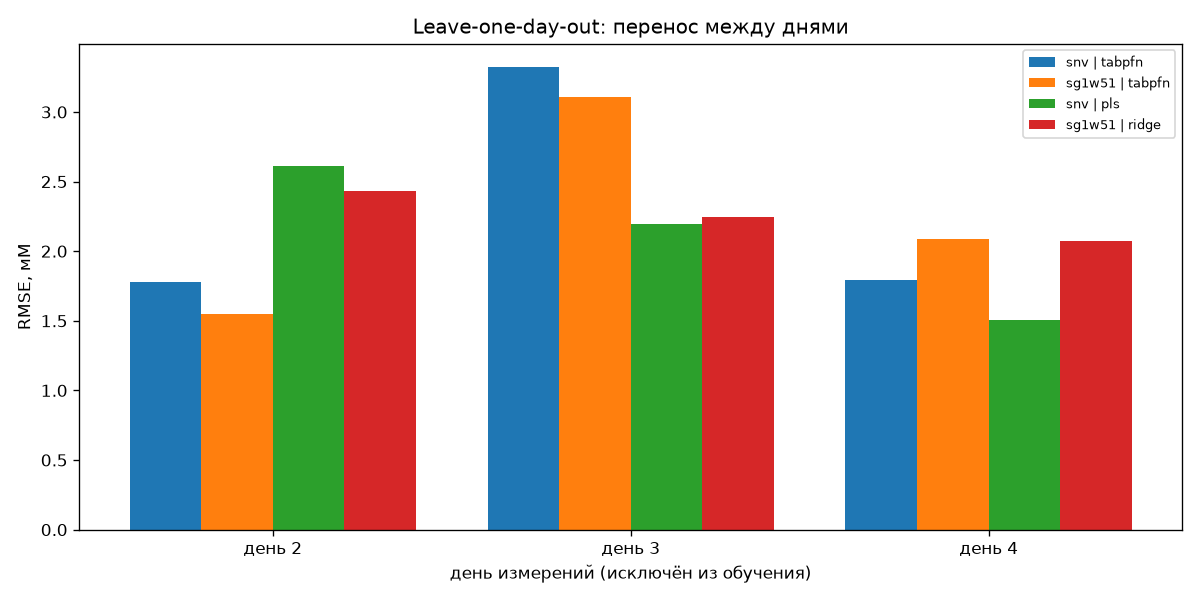 Leave-one-day-out: перенос между днями
snv | tabpfn
sg1w51 | tabpfn
snv | pls
sg1w51 | ridge
RMSE, мМ
3.0
2.5
2.0
1.5
1.0
0.5
0.0
день 2
день 3
день 4
день измерений (исключён из обучения)